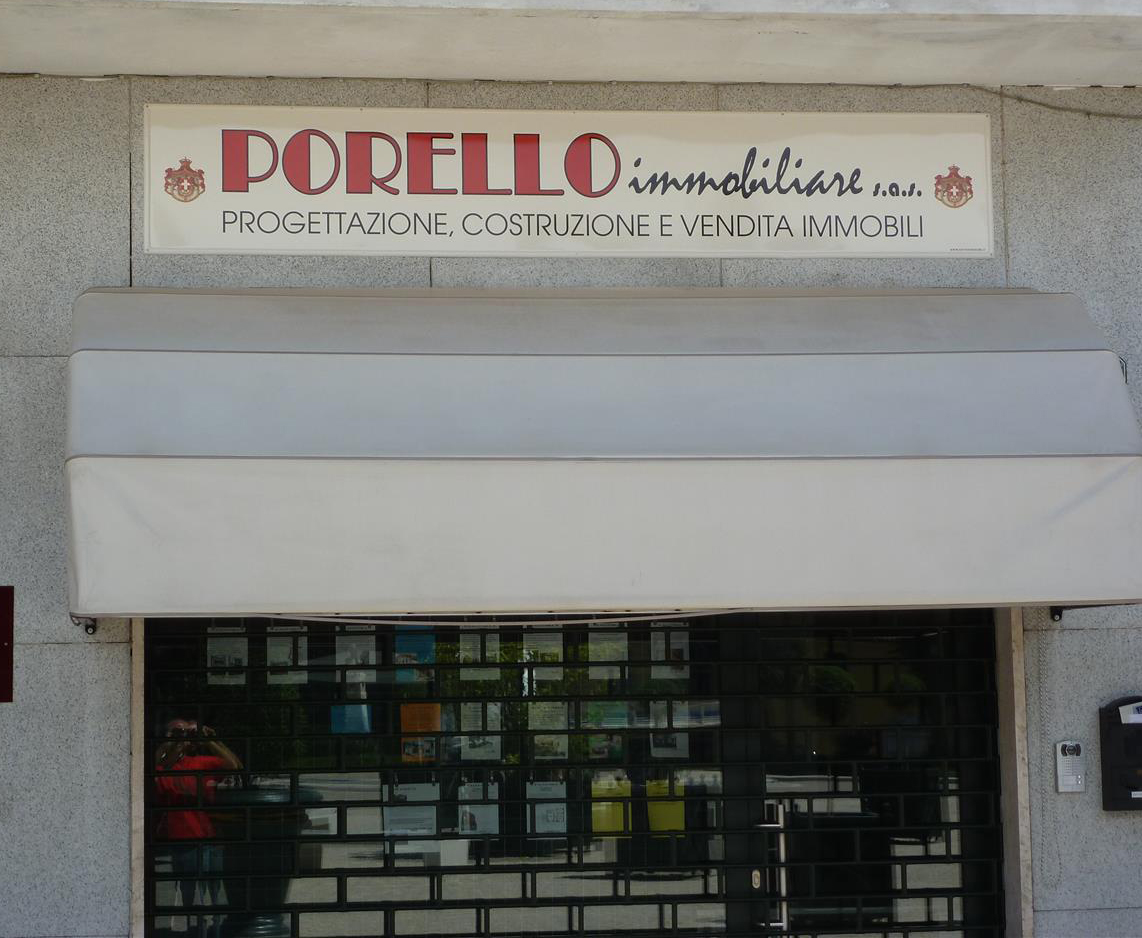 PORELLO immobiliare s.a.s.
PROGETTAZIONE, COSTRUZIONE E VENDITA IMMOBILI